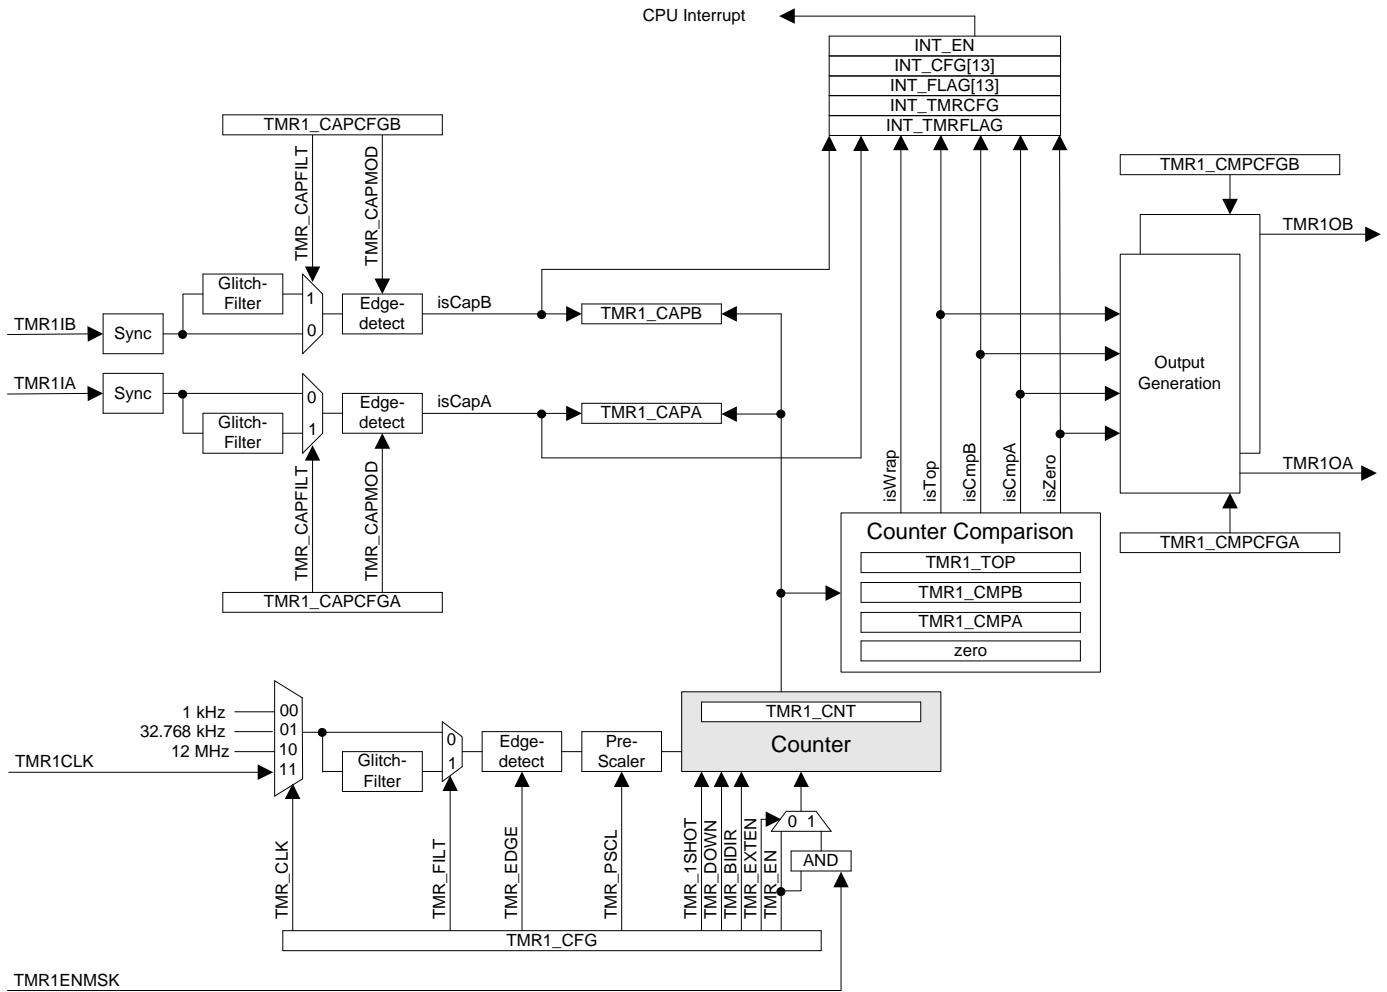 CPU Interrupt
INT_EN
INT_CFG[13]
INT_FLAG[13]
INT_TMRCFG
INT_TMRFLAG
TMR1_CAPCFGB
TMR_CAPFILT
TMR_CAPMOD
TMR1_CMPCFGB
TMR1OB
Glitch-
Filter
1
0
Edge-
detect
isCapB
TMR1_CAPB
TMR1IB
Sync
TMR1IA
Sync
0
1
Glitch-
Filter
Edge-
detect
isCapA
TMR1_CAPA
Output
Generation
TMR1OA
TMR1_CMPCFGA
TMR_CAPFILT
TMR_CAPMOD
TMR1_CAPCFGA
isWrap
isTop
isCmpB
isCmpA
isZero
Counter Comparison
TMR1_TOP
TMR1_CMPB
TMR1_CMPA
zero
1 kHz
32.768 kHz
12 MHz
TMR1CLK
00
01
10
11
Glitch-
Filter
0
1
Edge-
detect
Pre-
Scaler
TMR1_CNT
Counter
TMR_CLK
TMR_FILT
TMR_EDGE
TMR_PSCL
TMR_1SHOT
TMR_DOWN
TMR_BIDIR
TMR_EXTEN
TMR_EN
0 1
AND
TMR1_CFG
TMR1ENMSK